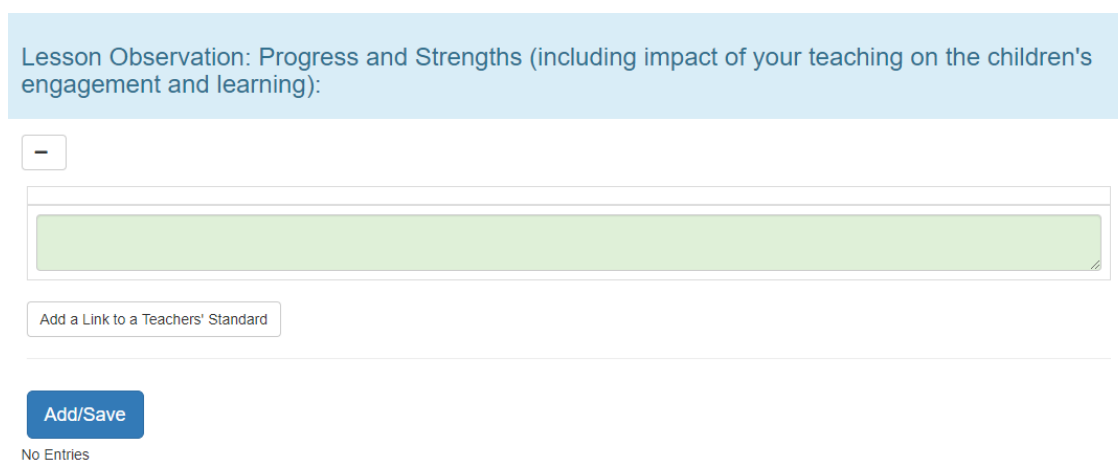 Lesson Observation: Progress and Strengths (including impact of your teaching on the children's
engagement and learning):
Add a Link to a Teachers' Standard
Add/Save
No Entries